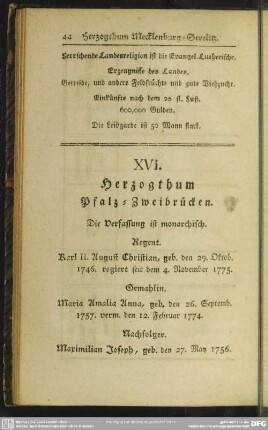 44 Herzogthum Mecklenburg-Strelitz.
Herrschende Landesreligion ist die Evangel. Lutherische.
Erzeugnisse des Landes.
Getreide, und andere Feldfrüchte und gute Viehzucht.
Einkünfte nach dem 20 fl. Fuß.
600,000 Gulden.
Die Leibgarde ist 50 Mann stark.
XVI.
Herzogthum
Pfalz-Zweibrücken.
Die Verfassung ist monarchisch.
Regent.
Karl II. August Christian, geb. den 29. Oktob.
1746. regiert seit dem 4. November 1775.
Gemahlin.
Maria Amalia Anna, geb. den 26. Septemb.
1757. verm. den 12. Februar 1774.
Nachfolger.
Maximilian Joseph, geb. den 27. May 1756.